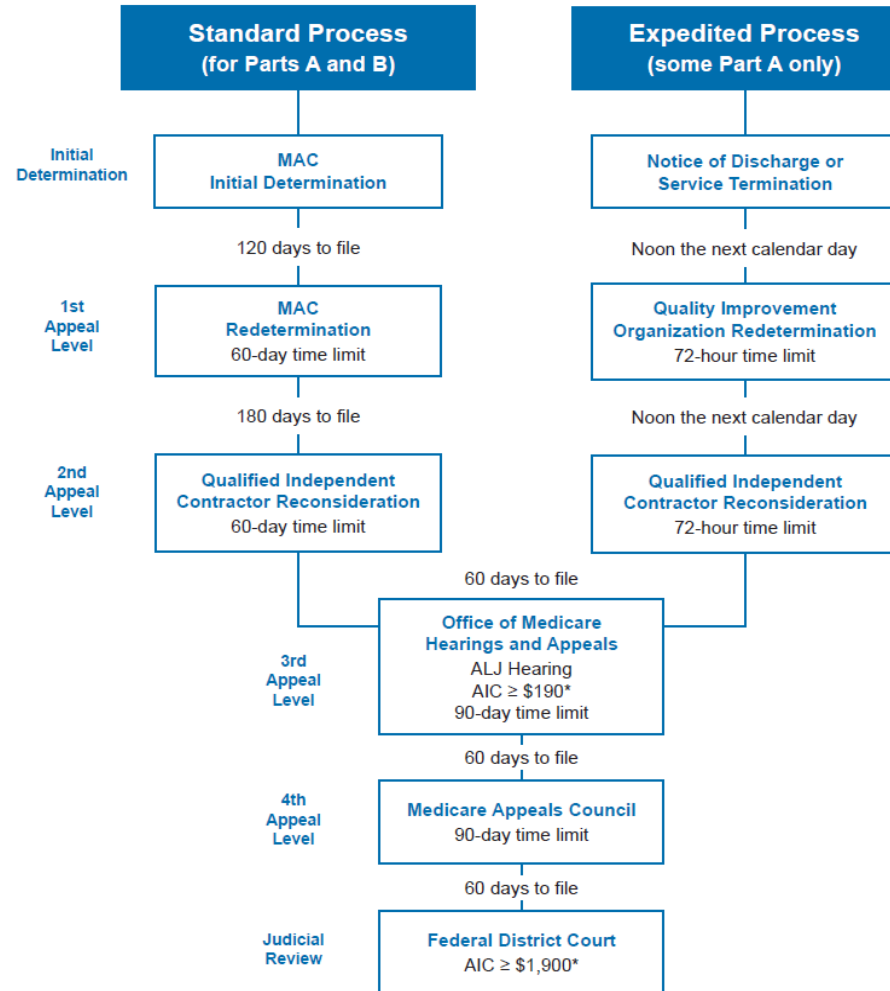 Standard Process
(for Parts A and B)
Expedited Process
(some Part A only)
Initial
Determination
MAC
Initial Determination
Notice of Discharge or
Service Termination
120 days to file
Noon the next calendar day
1st
Appeal
Level
MAC
Redetermination
60-day time limit
Quality Improvement
Organization Redetermination
72-hour time limit
180 days to file
Noon the next calendar day
2nd
Appeal
Level
Qualified Independent
Contractor Reconsideration
60-day time limit
Qualified Independent
Contractor Reconsideration
72-hour time limit
60 days to file
3rd
Appeal
Level
Office of Medicare
Hearings and Appeals
ALJ Hearing
AIC ≥ $190*
90-day time limit
60 days to file
4th
Appeal
Level
Medicare Appeals Council
90-day time limit
60 days to file
Judicial
Review
Federal District Court
AIC ≥ $1,900*